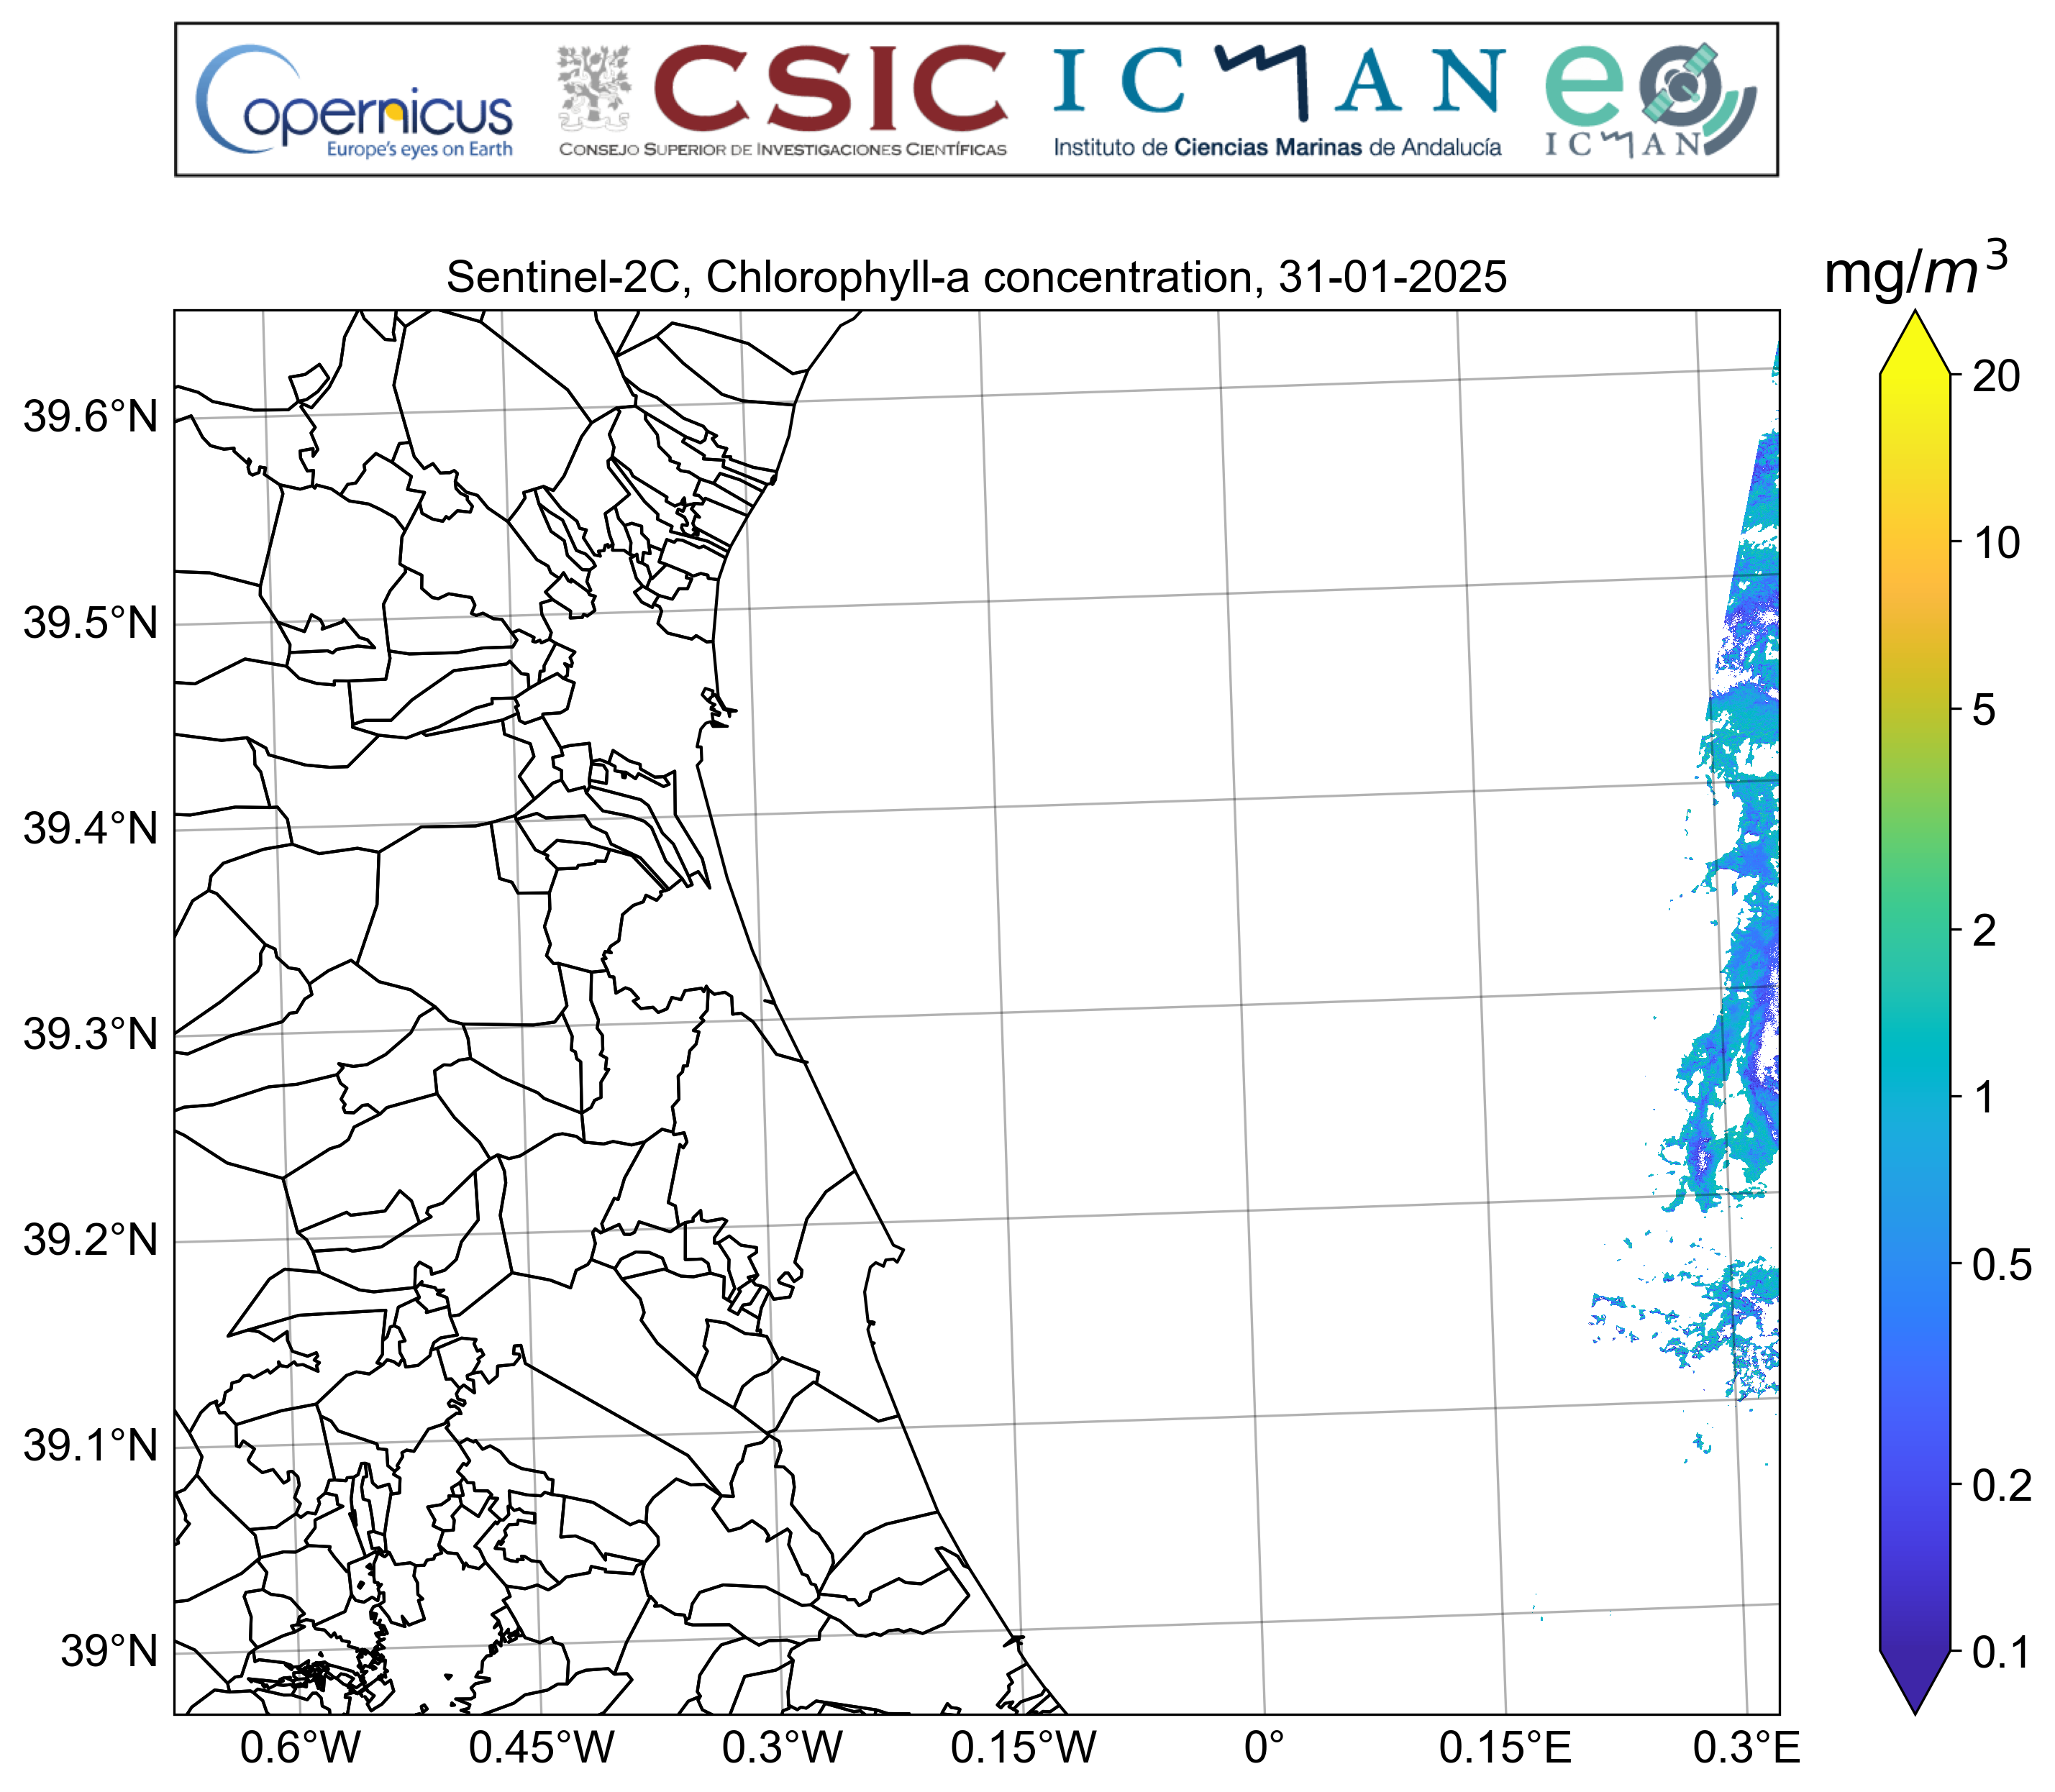 Copernicus
Europe's eyes on Earth
CSIC
CONSEJO SUPERIOR DE INVESTIGACIONES CIENTÍFICAS
ICMAN
Instituto de Ciencias Marinas de Andalucía
eo
ICMAN
Sentinel-2C, Chlorophyll-a concentration, 31-01-2025
mg/m³
39.6°N
39.5°N
39.4°N
39.3°N
39.2°N
39.1°N
39°N
0.6°W 0.45°W 0.3°W 0.15°W 0° 0.15°E 0.3°E
20
10
5
2
1
0.5
0.2
0.1